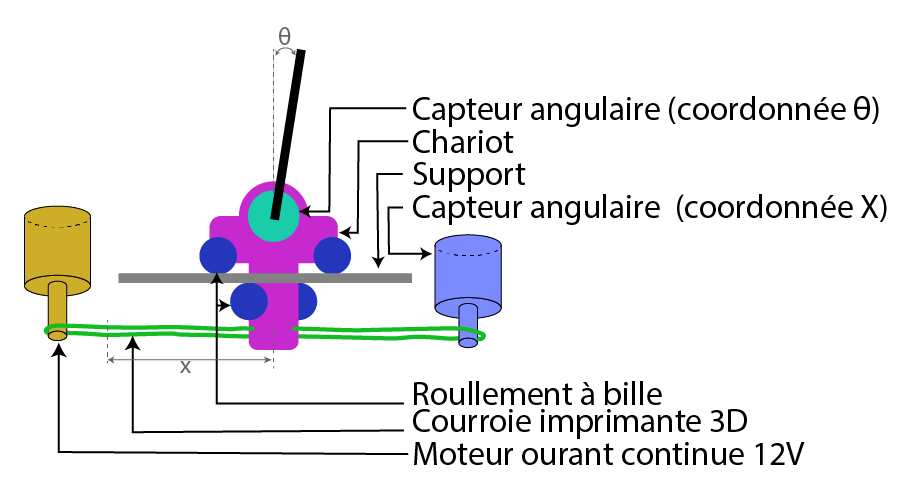 θ
Capteur angulaire (coordonnée θ)
Chariot
Support
Capteur angulaire (coordonnée X)
x
Roullement à bille
Courroie imprimante 3D
Moteur ourant continue 12V